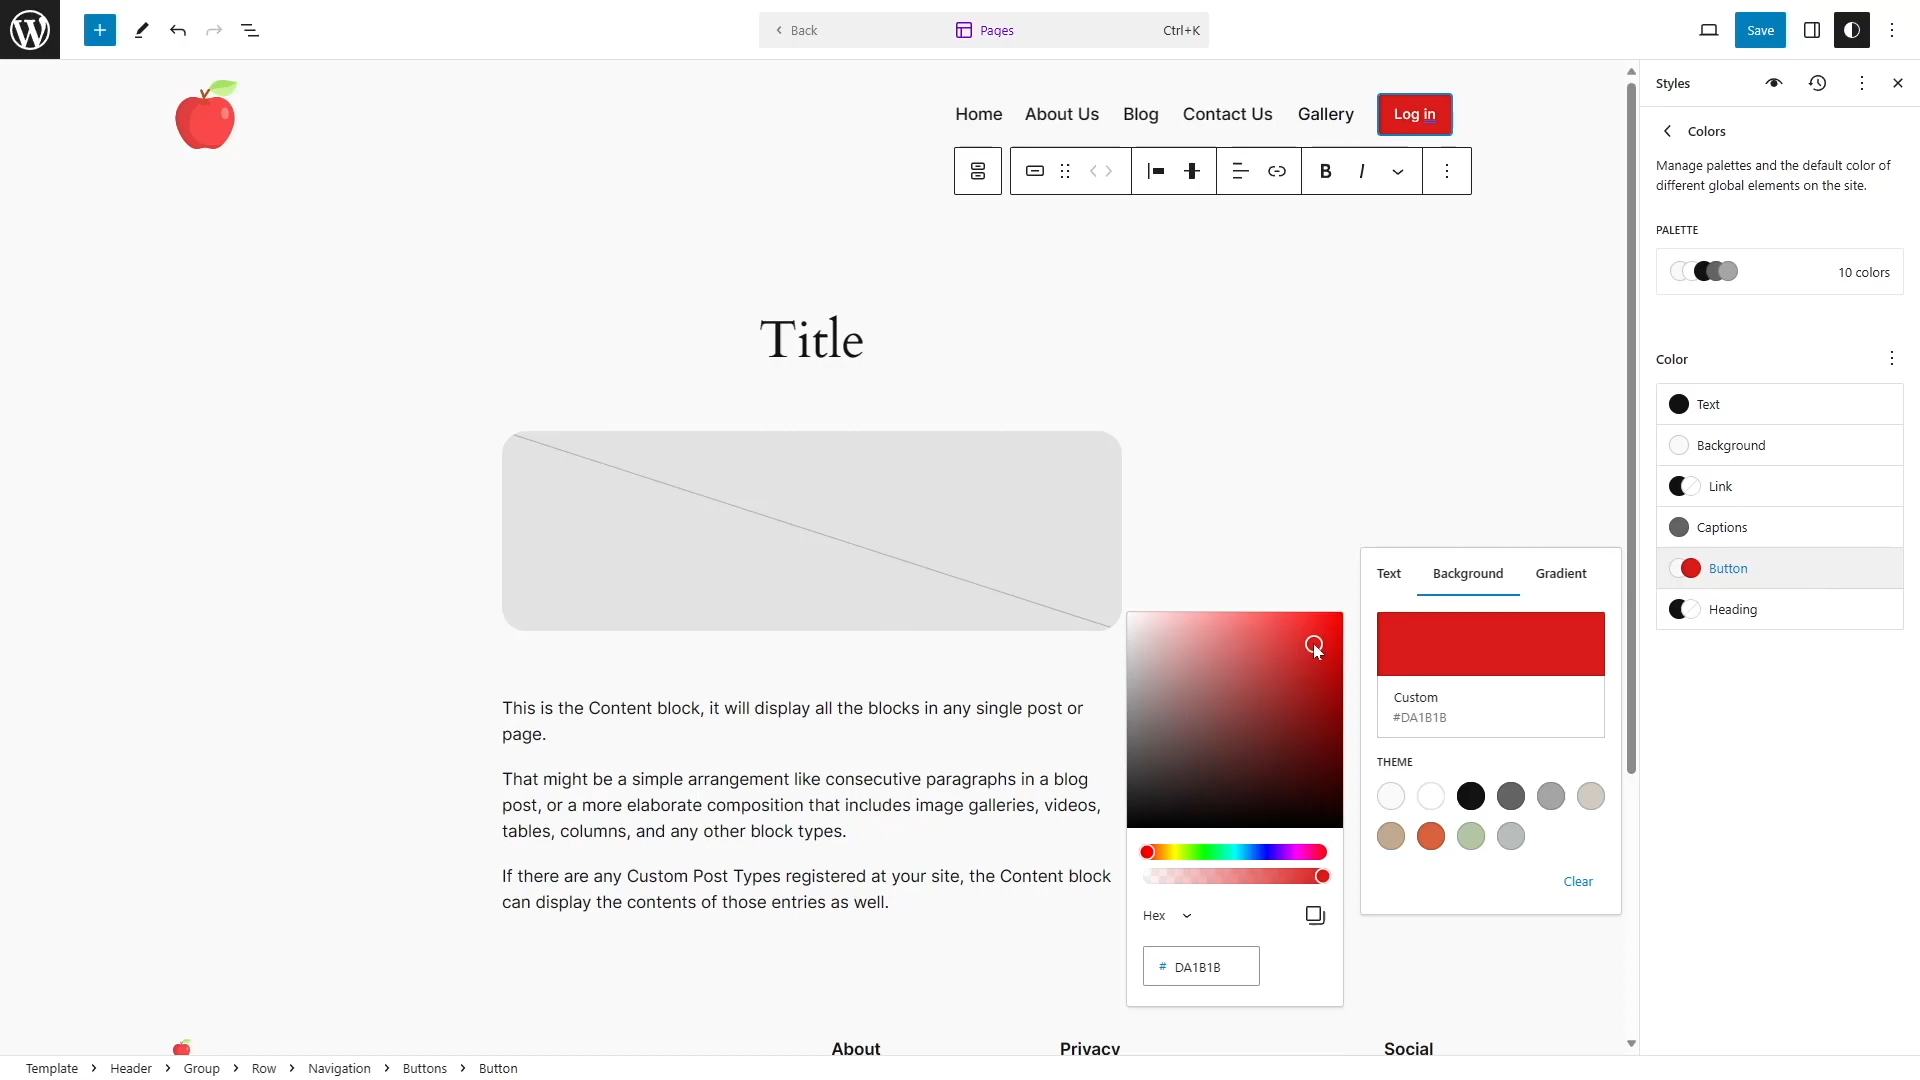 Back
Pages
Ctrl+K
Save
Home
About Us
Blog
Contact Us
Gallery
Log in
B
I
Title
This is the Content block, it will display all the blocks in any single post or
page.
That might be a simple arrangement like consecutive paragraphs in a blog
post, or a more elaborate composition that includes image galleries, videos,
tables, columns, and any other block types.
If there are any Custom Post Types registered at your site, the Content block
can display the contents of those entries as well.
About
Privacy
Social
Hex
# DA1B1B
Text
Background
Gradient
Custom
#DA1B1B
THEME
Clear
Styles
Colors
Manage palettes and the default color of
different global elements on the site.
PALETTE
10 colors
Color
Text
Background
Link
Captions
Button
Heading
Template
Header
Group
Row
Navigation
Buttons
Button